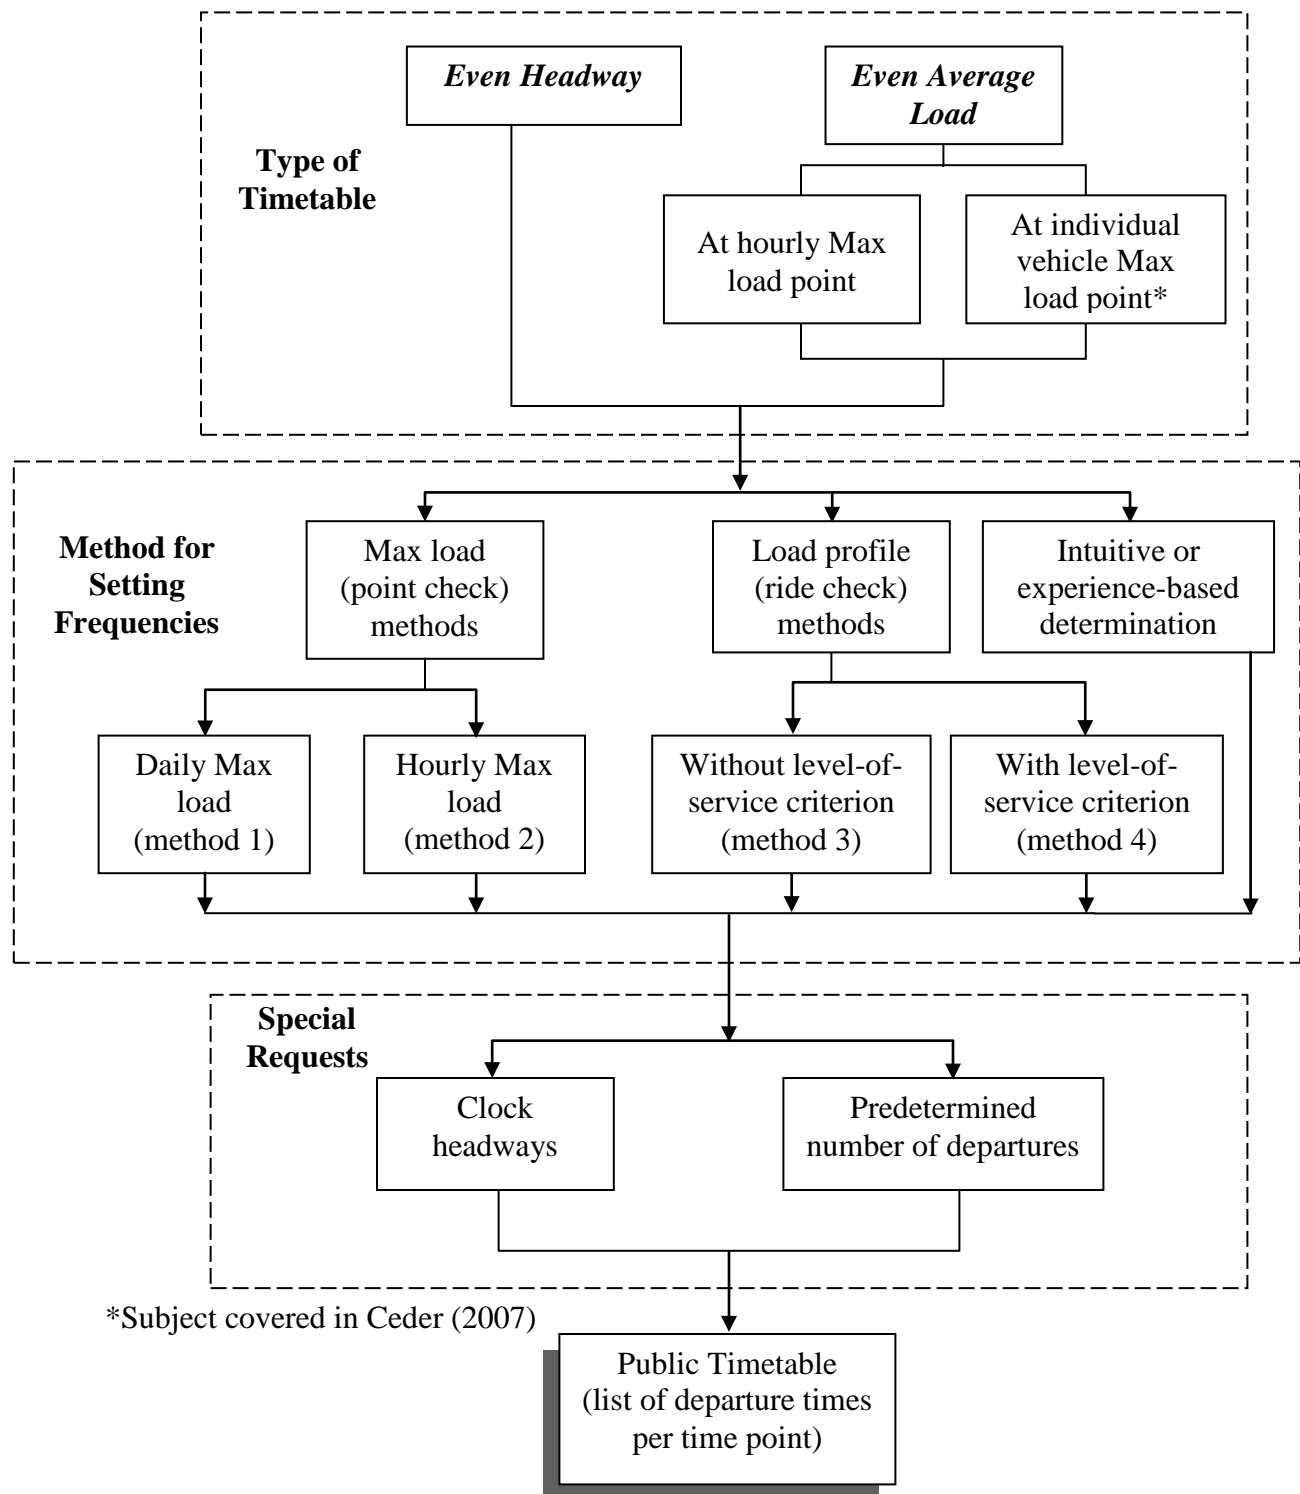 Even Headway
Even Average
Load
Type of
Timetable
At hourly Max
load point
At individual
vehicle Max
load point*
Method for
Setting
Frequencies
Max load
(point check)
methods
Load profile
(ride check)
methods
Intuitive or
experience-based
determination
Daily Max
load
(method 1)
Hourly Max
load
(method 2)
Without level-of-
service criterion
(method 3)
With level-of-
service criterion
(method 4)
Special
Requests
Clock
headways
Predetermined
number of departures
*Subject covered in Ceder (2007)
Public Timetable
(list of departure times
per time point)